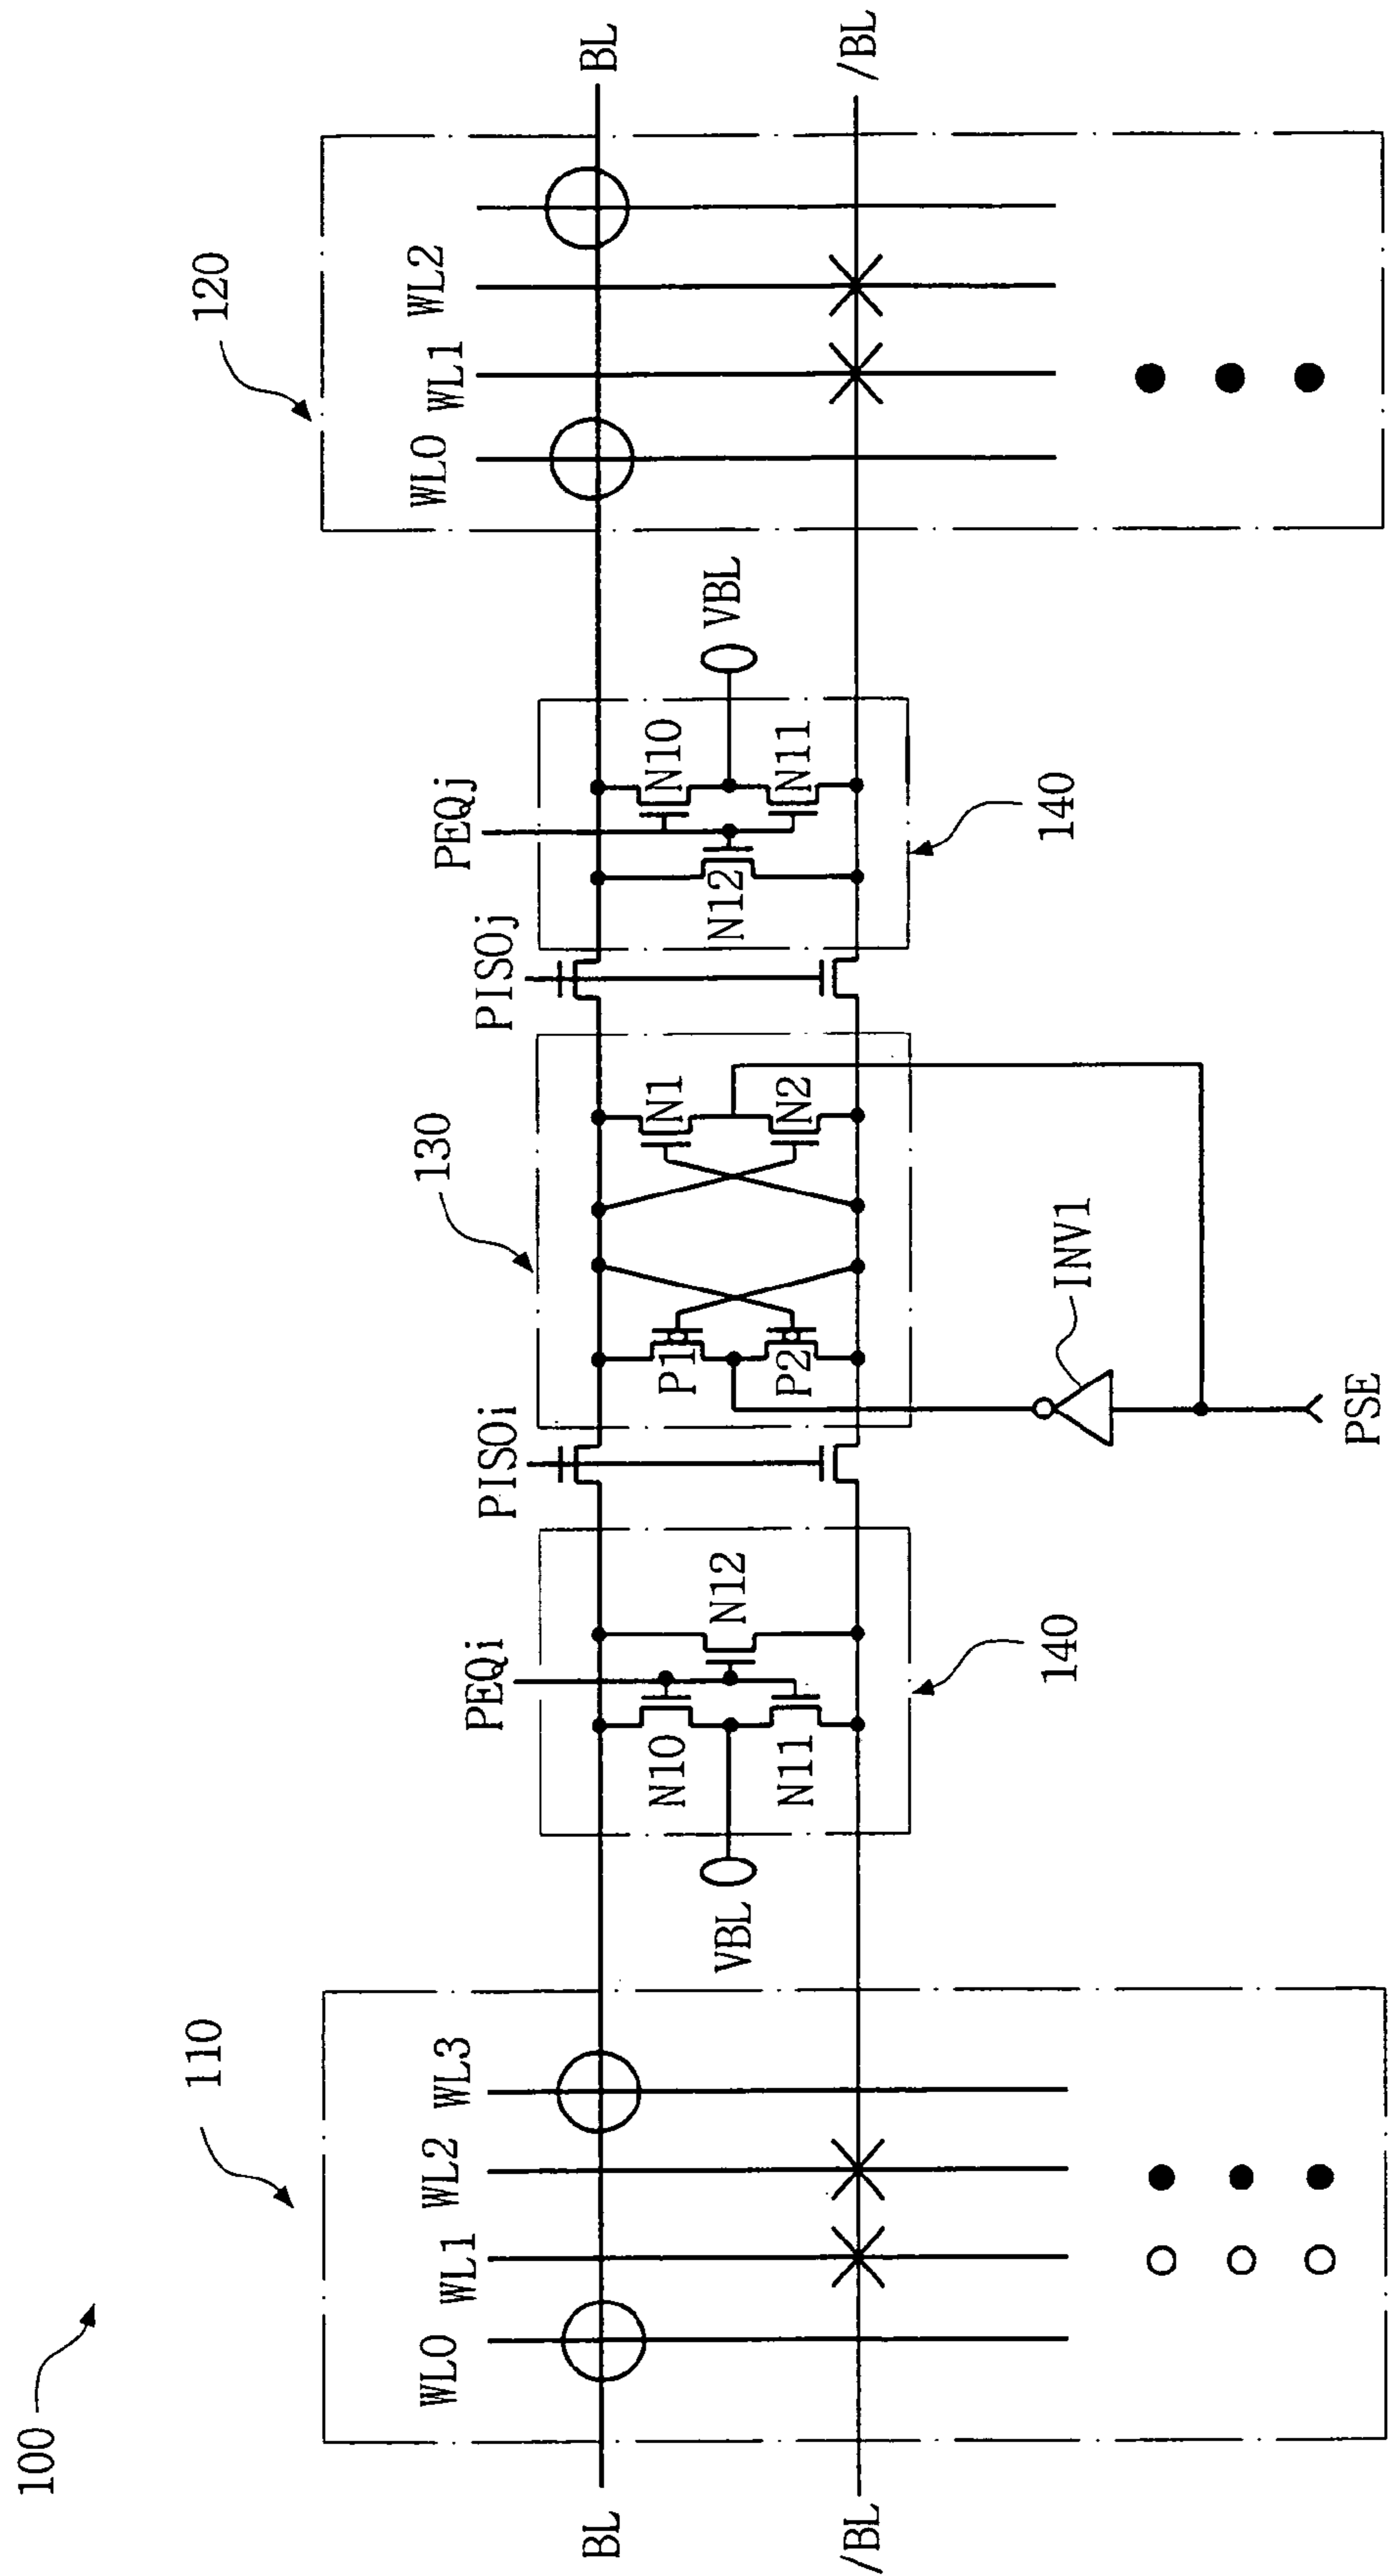 100
110
120
WL0
WL1
WL2
WL3
WL0
WL1
WL2
130
PEQi
PISOi
PISOj
PEQj
BL
BL
N10
N12
P1
N1
N10
VBL
VBL
N11
P2
N2
N12
N11
/BL
/BL
140
140
INV1
PSE